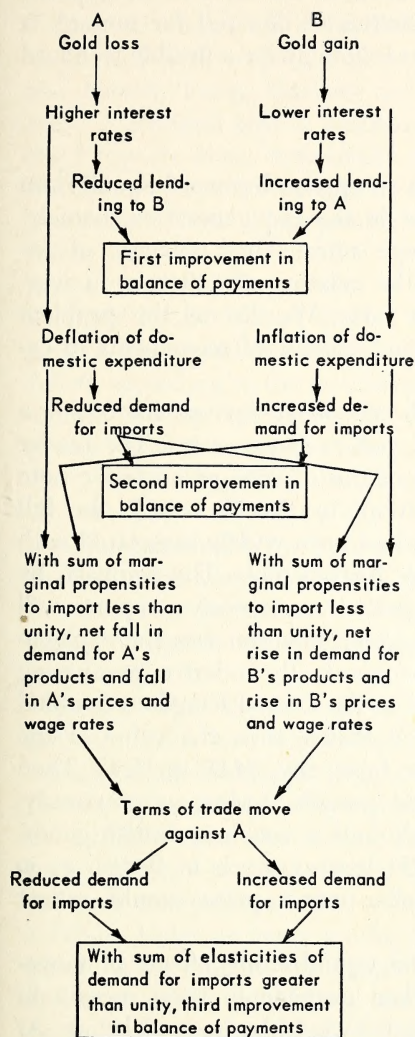 A
Gold loss
B
Gold gain
Higher interest
rates
Lower interest
rates
Reduced lend-
ing to B
Increased lend-
ing to A
First improvement in
balance of payments
Deflation of do-
mestic expenditure
Inflation of do-
mestic expenditure
Reduced demand
for imports
Increased de-
mand for imports
Second improvement in
balance of payments
With sum of mar-
ginal propensities
to import less than
unity, net fall in
demand for A's
products and fall
in A's prices and
wage rates
With sum of mar-
ginal propensities
to import less
than unity, net
rise in demand for
B's products and
rise in B's prices
and wage rates
Terms of trade move
against A
Reduced demand
for imports
Increased demand
for imports
With sum of elasticities of
demand for imports greater
than unity, third improvement
in balance of payments